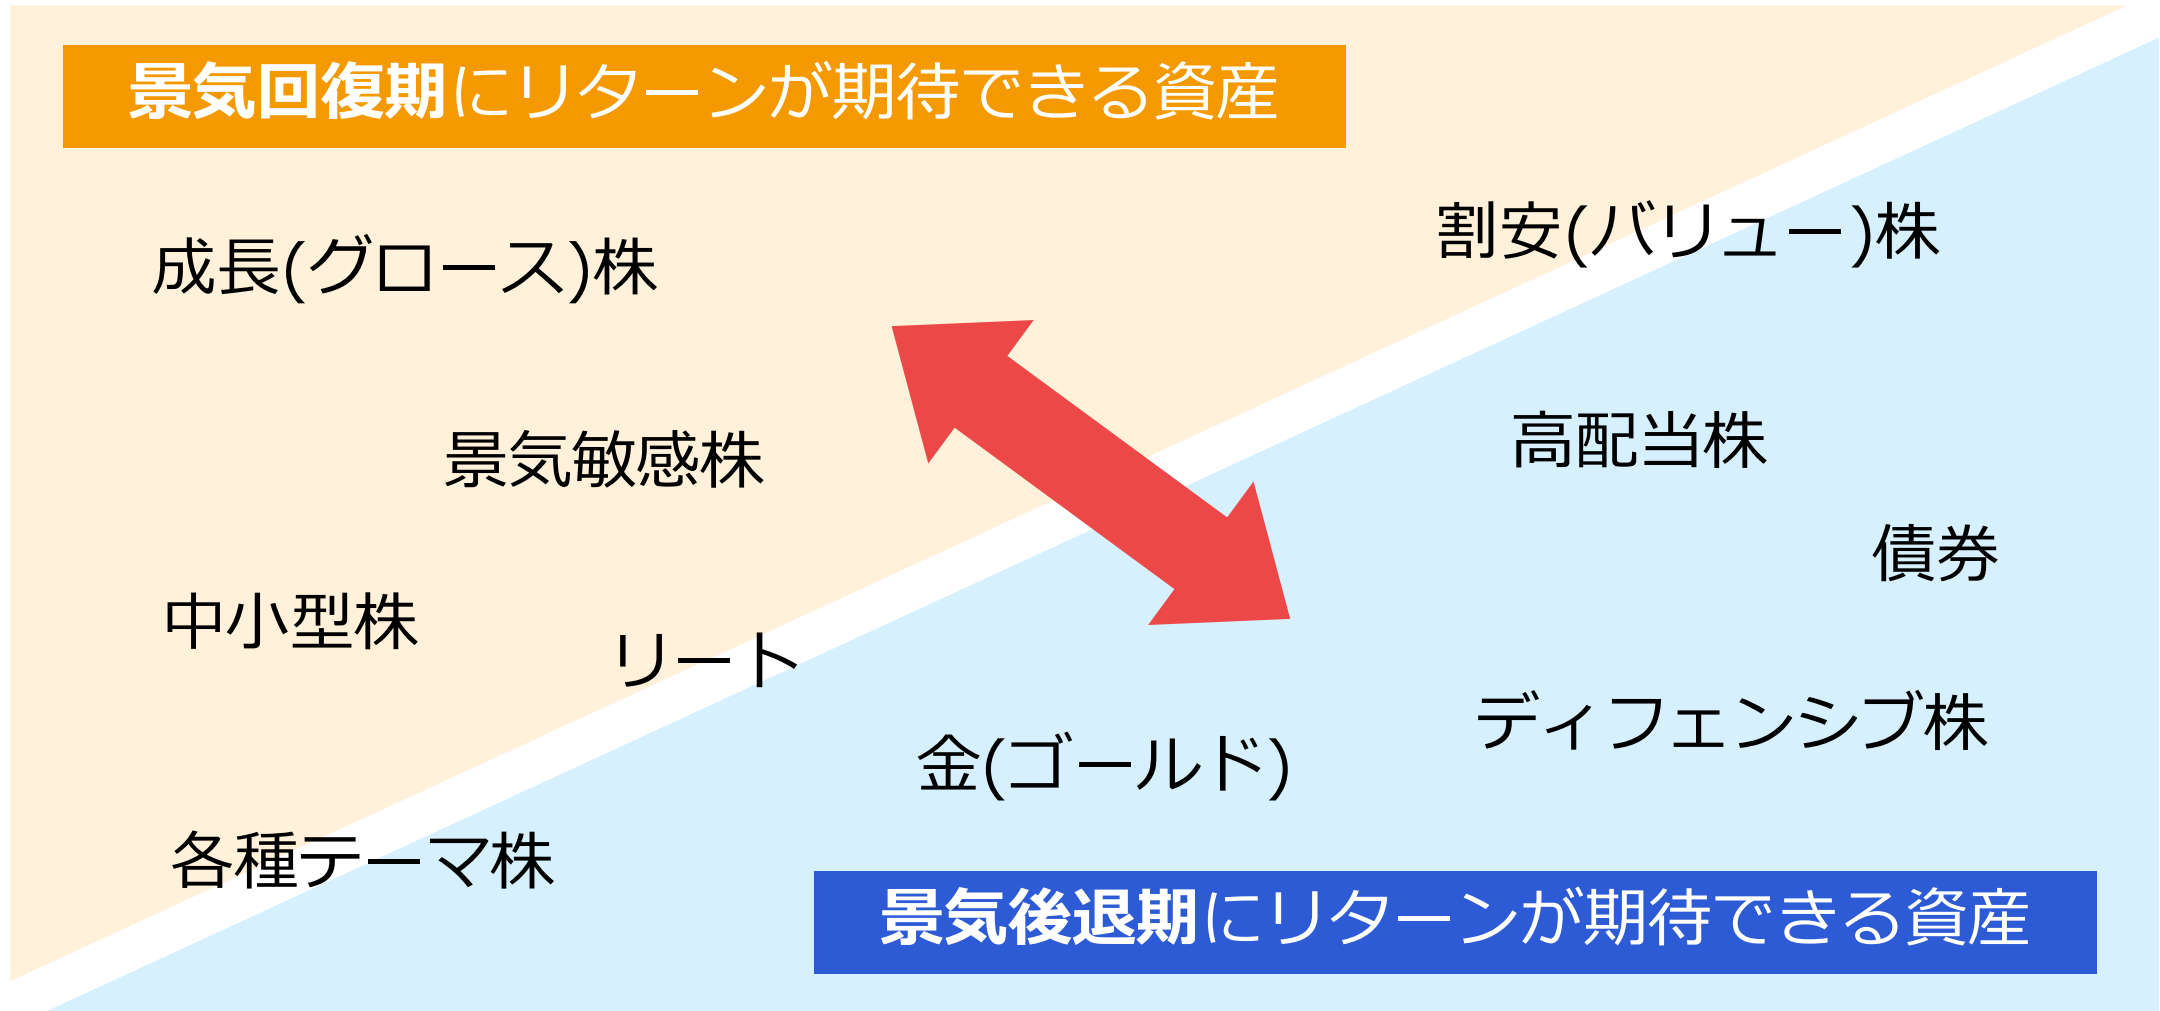 景気回復期にリターンが期待できる資産
成長(グロース)株
景気敏感株
中小型株
リート
各種テーマ株
割安(バリュー)株
高配当株
債券
ディフェンシブ株
金(ゴールド)
景気後退期にリターンが期待できる資産